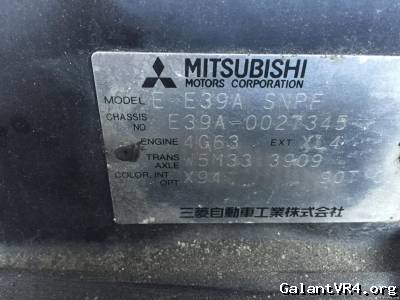 MITSUBISHI
MOTORS CORPORATION
MODEL E-E39A SNPF
CHASSIS NO E39A-0027345
ENGINE 4G63 EXT X14
TRANS AXLE W5M33 3909
COLOR, INT OPT X94
三菱自動車工業株式会社
GalantVR4.org